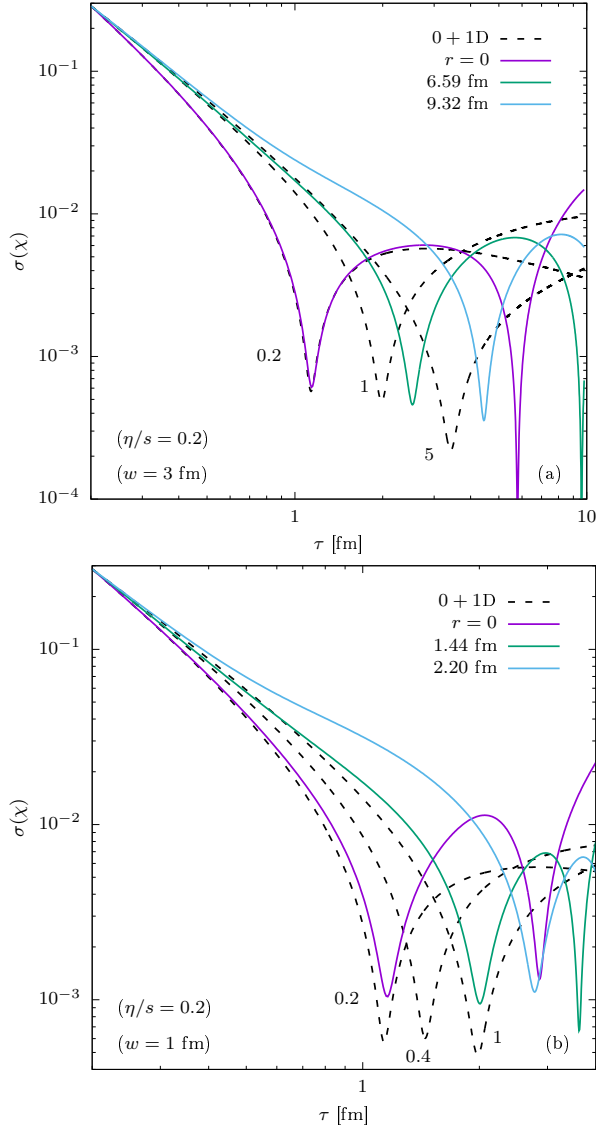 10⁻¹
10⁻²
10⁻³
10⁻⁴
σ(χ)
0 + 1D
r = 0
6.59 fm
9.32 fm
0.2
1
5
(η/s = 0.2)
(w = 3 fm)
(a)
1
10
τ [fm]
10⁻¹
10⁻²
10⁻³
σ(χ)
0 + 1D
r = 0
1.44 fm
2.20 fm
0.2
0.4
1
(η/s = 0.2)
(w = 1 fm)
(b)
1
τ [fm]